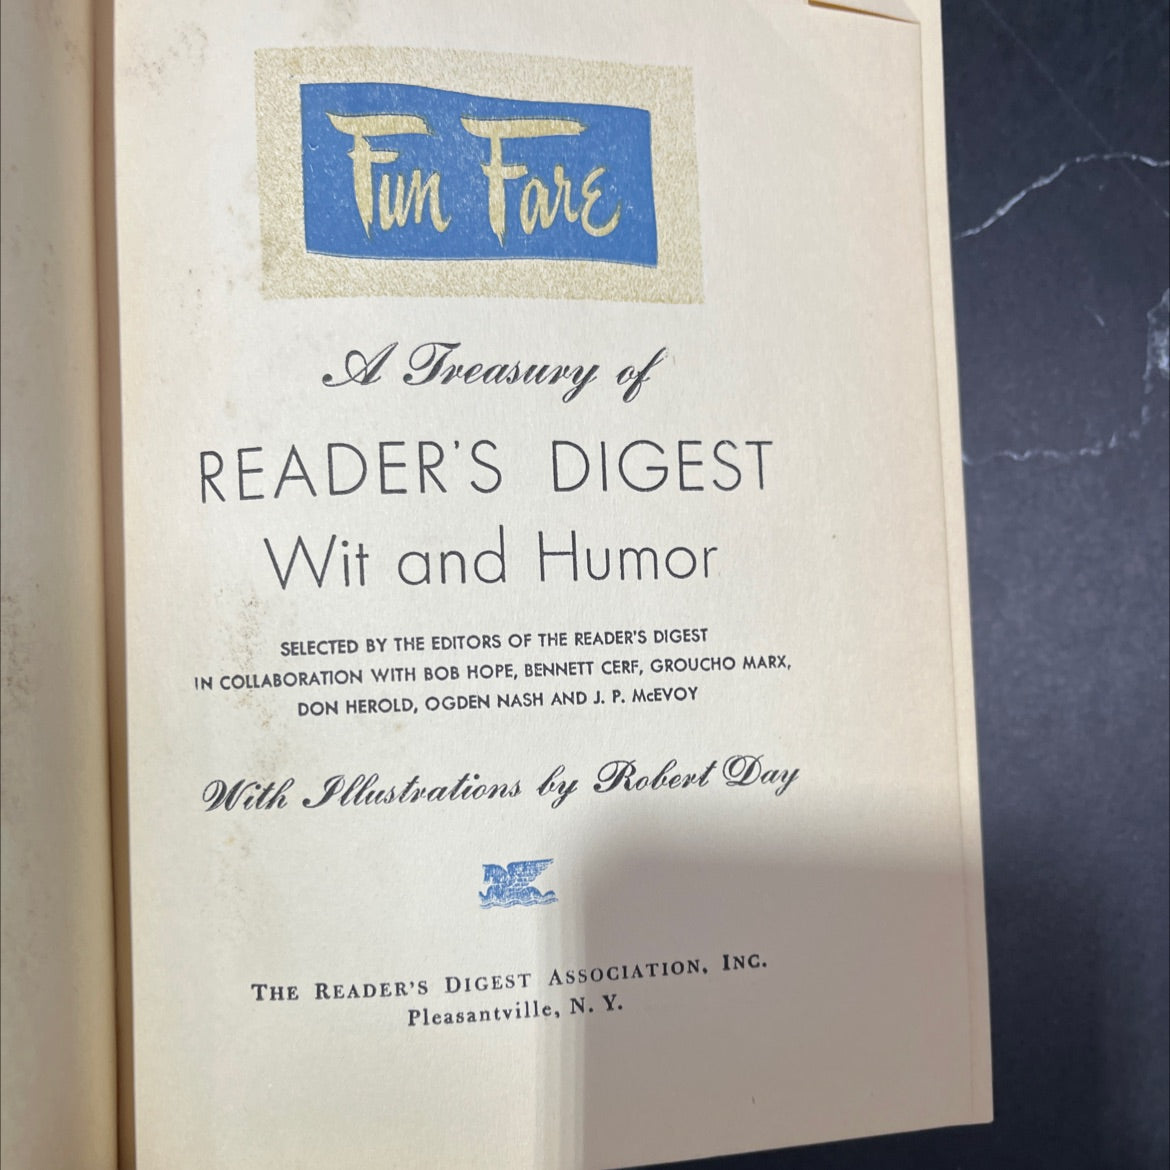 Fun Fare
A Treasury of
READER'S DIGEST
Wit and Humor
SELECTED BY THE EDITORS OF THE READER'S DIGEST
IN COLLABORATION WITH BOB HOPE, BENNETT CERF, GROUCHO MARX,
DON HEROLD, OGDEN NASH AND J. P. McEVOY
With Illustrations by Robert Day
THE READER'S DIGEST ASSOCIATION, INC.
Pleasantville, N. Y.